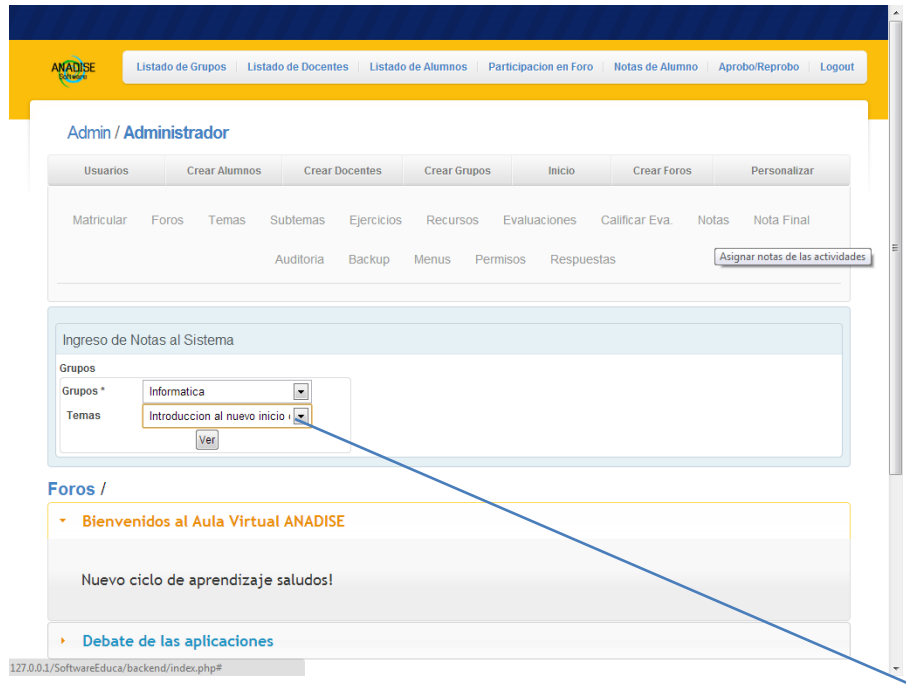 ANADISE
Software
Listado de Grupos Listado de Docentes Listado de Alumnos Participacion en Foro Notas de Alumno Aprobo/Reprobo Logout
Admin / Administrador
Usuarios Crear Alumnos Crear Docentes Crear Grupos Inicio Crear Foros Personalizar
Matricular Foros Temas Subtemas Ejercicios Recursos Evaluaciones Calificar Eva. Notas Nota Final
Auditoria Backup Menus Permisos Respuestas
Asignar notas de las actividades
Ingreso de Notas al Sistema
Grupos
Grupos * Informatica
Temas Introduccion al nuevo inicio
Ver
Foros /
Bienvenidos al Aula Virtual ANADISE
Nuevo ciclo de aprendizaje saludos!
Debate de las aplicaciones
127.0.0.1/SoftwareEduca/backend/index.php#